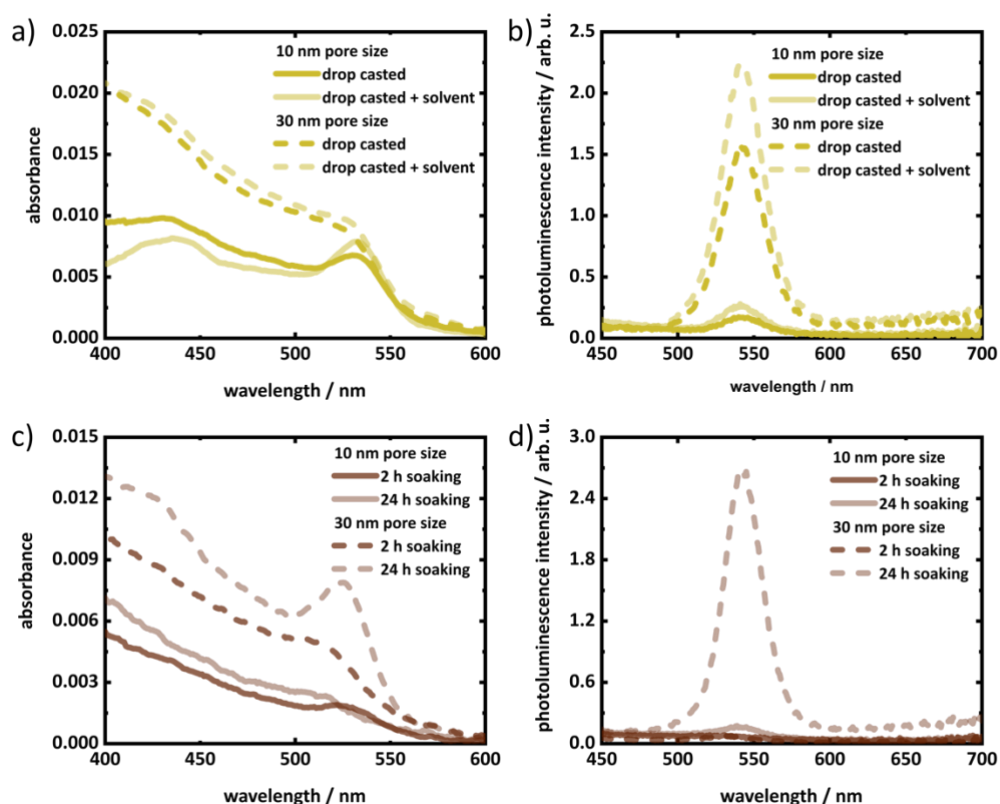 a)
0.025
0.020
0.015
0.010
0.005
0.000
absorbance
10 nm pore size
drop casted
drop casted + solvent
30 nm pore size
drop casted
drop casted + solvent
400
450
500
550
600
wavelength / nm
b)
2.5
2.0
1.5
1.0
0.5
0.0
photoluminescence intensity / arb. u.
10 nm pore size
drop casted
drop casted + solvent
30 nm pore size
drop casted
drop casted + solvent
450
500
550
600
650
700
wavelength / nm
c)
0.015
0.012
0.009
0.006
0.003
0.000
absorbance
10 nm pore size
2 h soaking
24 h soaking
30 nm pore size
2 h soaking
24 h soaking
400
450
500
550
600
wavelength / nm
d)
3.0
2.7
1.2
1.8
0.6
0.0
photoluminescence intensity / arb. u.
10 nm pore size
2 h soaking
24 h soaking
30 nm pore size
2 h soaking
24 h soaking
450
500
550
600
650
700
wavelength / nm